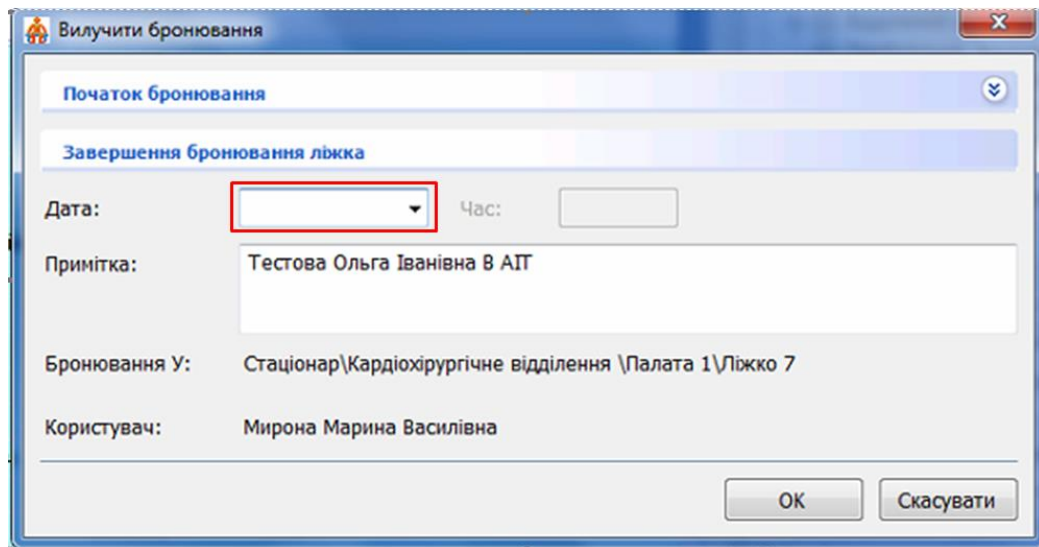 Вилучити бронювання
Початок бронювання
Завершення бронювання ліжка
Дата: Час:
Примітка: Тестова Ольга Іванівна В АІТ
Бронювання У: Стаціонар\Кардіохірургічне відділення \Палата 1\Ліжко 7
Користувач: Мирона Марина Василівна
OK Скасувати